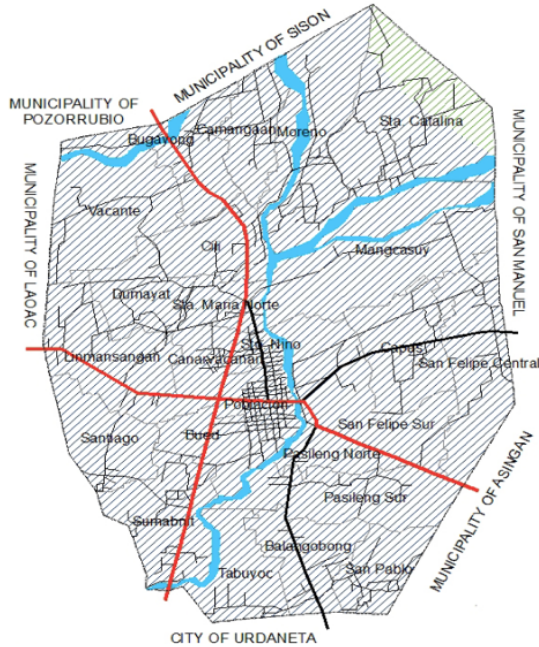 MUNICIPALITY OF SISON
MUNICIPALITY OF
POZORRUBIO
Camangaan
Moreno
Sta. Catalina
Bugayong
MUNICIPALITY OF LAOAC
MUNICIPALITY OF SAN MANUEL
Vacante
Cili
Mangcasuy
Dumayat
Sta. Maria Norte
Sto. Nino
Linmansangan
Canarvacanan
Capas
San Felipe Central
Poblacion
San Felipe Sur
Santiago
Bued
Pasileng Norte
Pasileng Sur
MUNICIPALITY OF ASINGAN
Sumabnit
Balangobong
Tabuyoc
San Pablo
CITY OF URDANETA